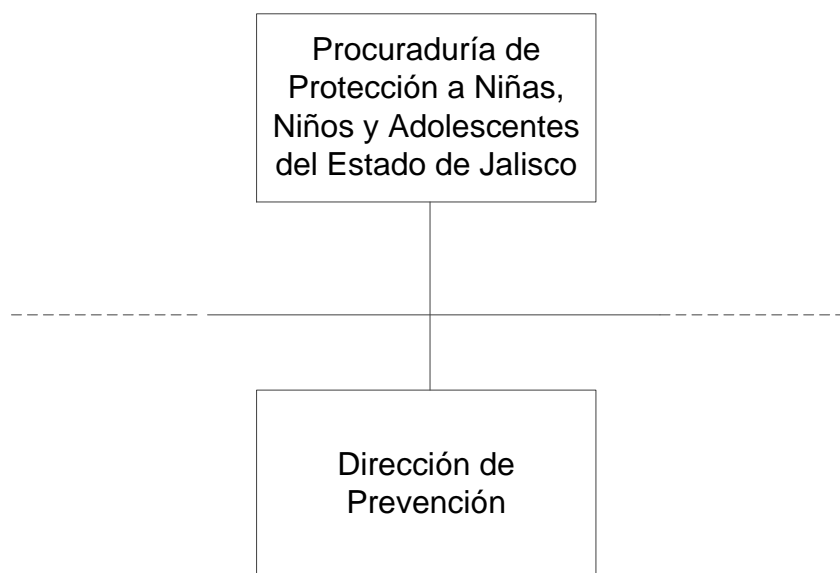 Procuraduría de
Protección a Niñas,
Niños y Adolescentes
del Estado de Jalisco
Dirección de
Prevención